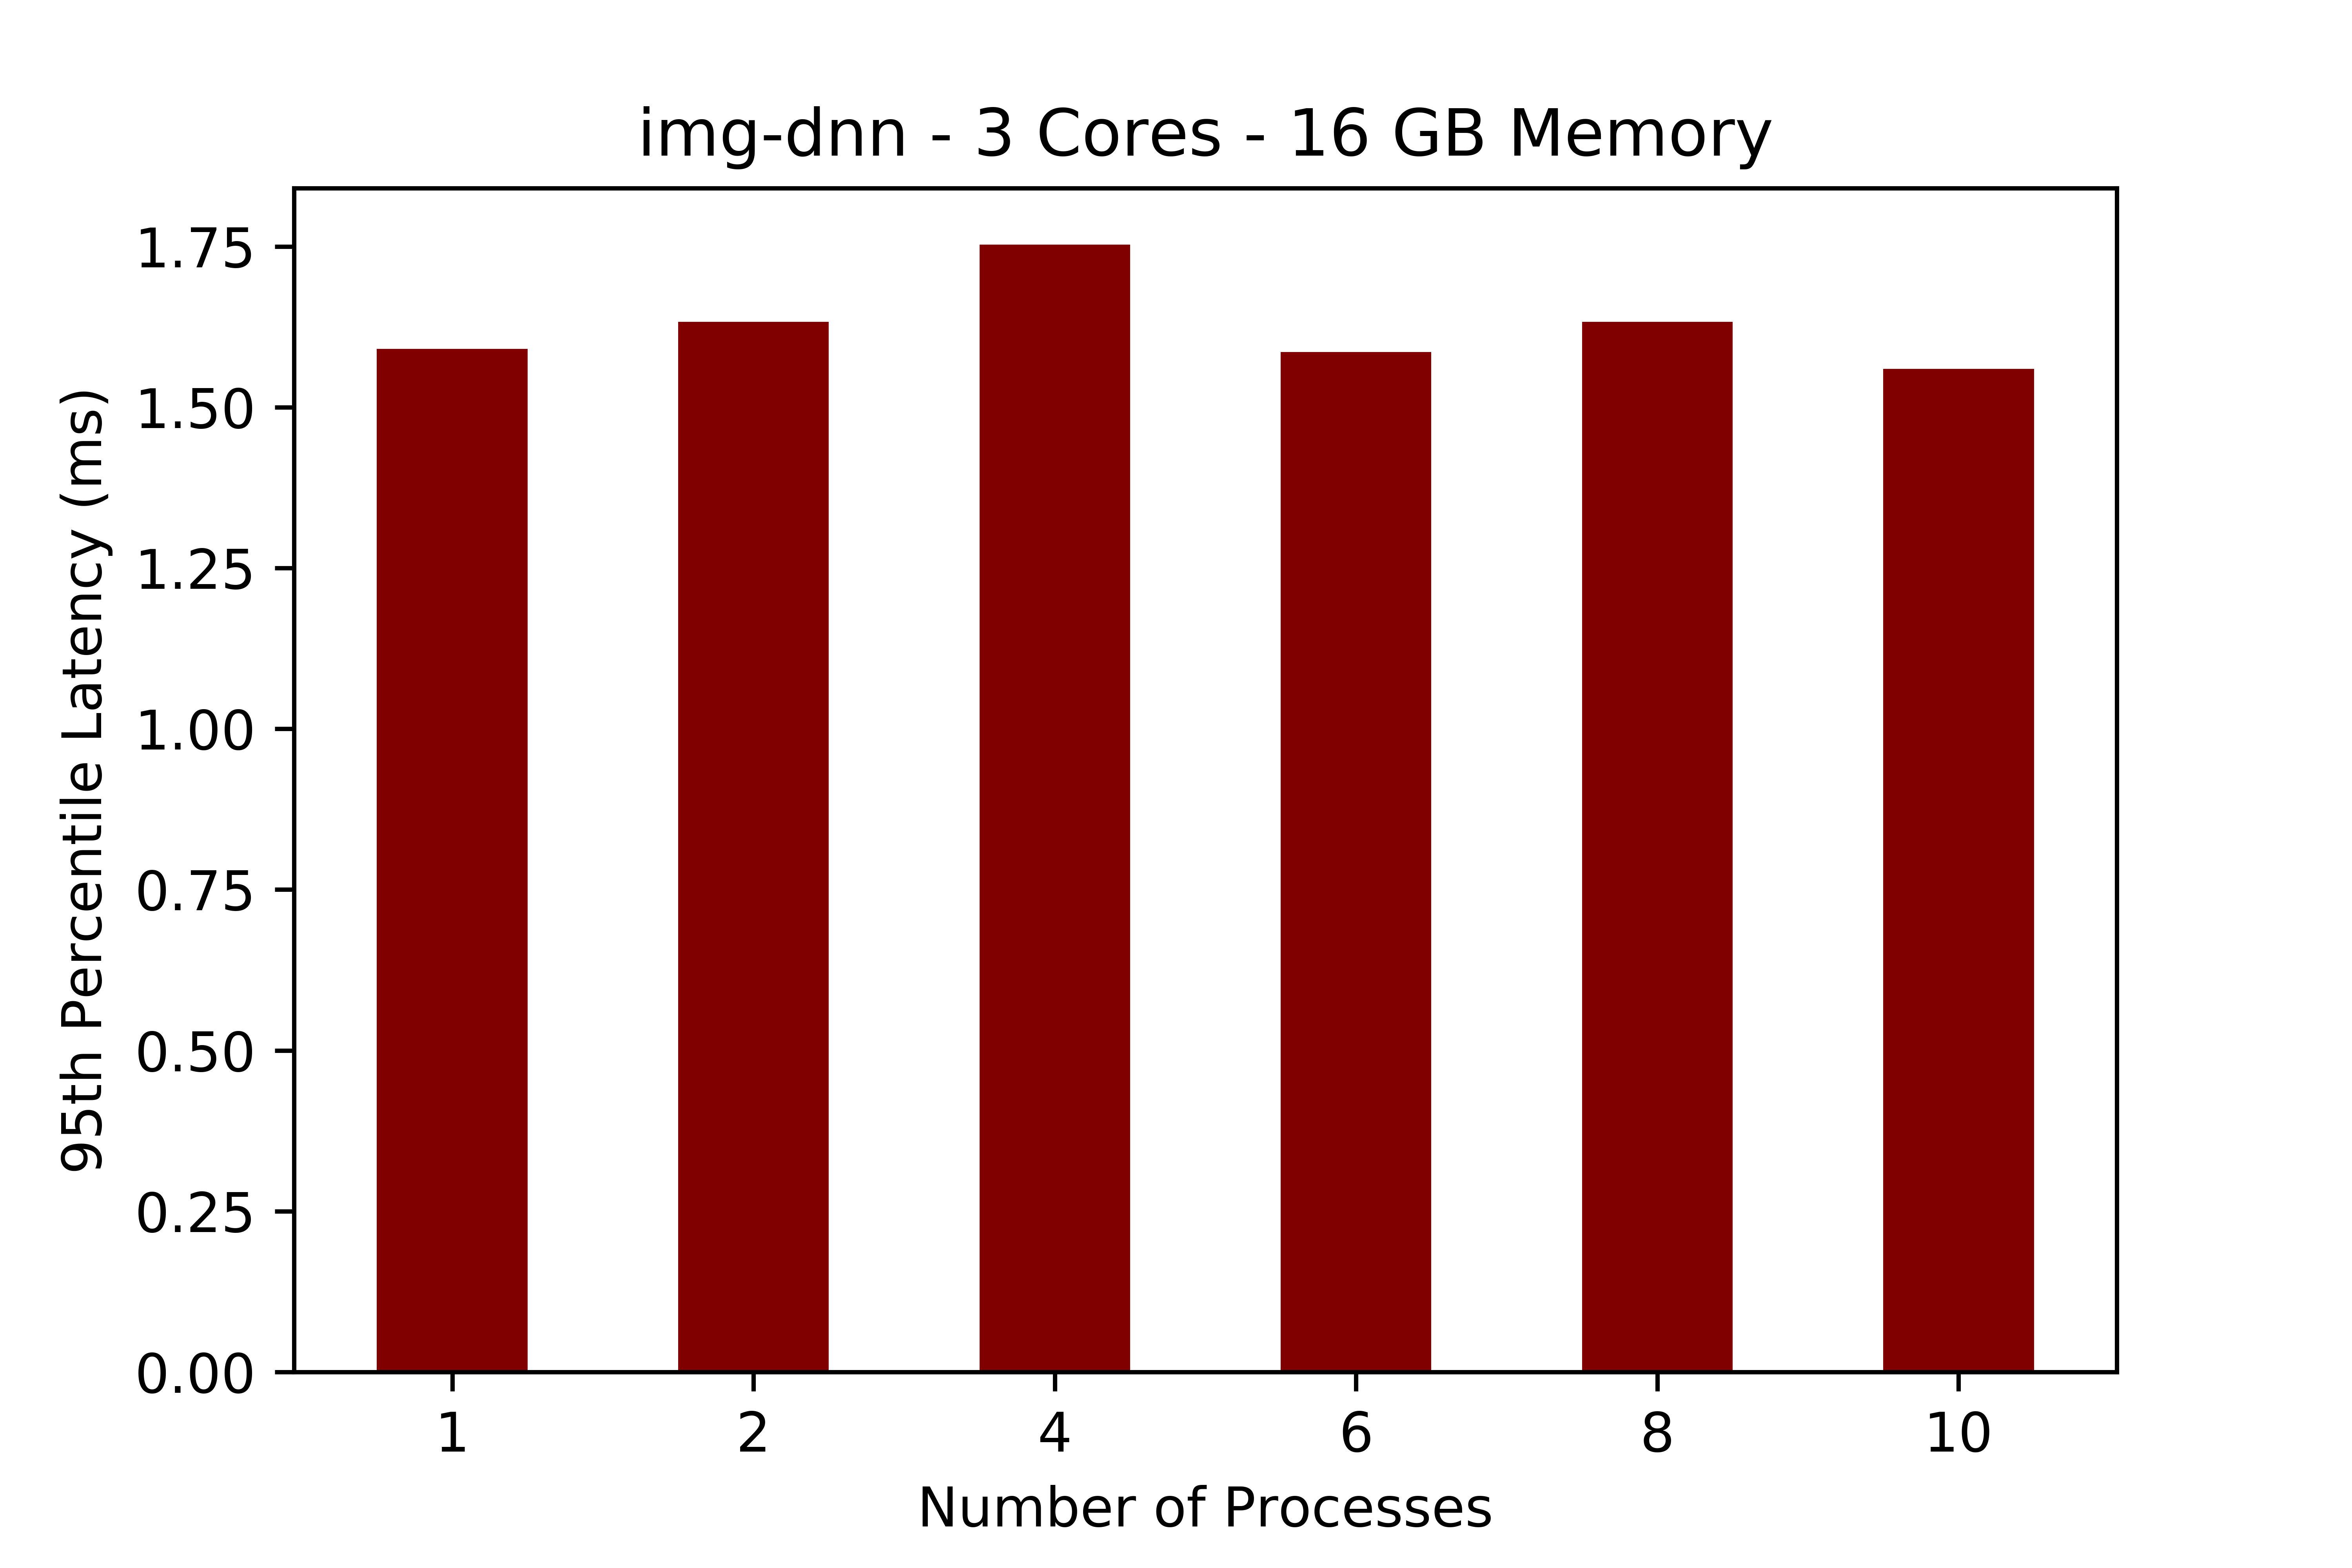 img-dnn - 3 Cores - 16 GB Memory
95th Percentile Latency (ms)
1.75
1.50
1.25
1.00
0.75
0.50
0.25
0.00
1 2 4 6 8 10
Number of Processes